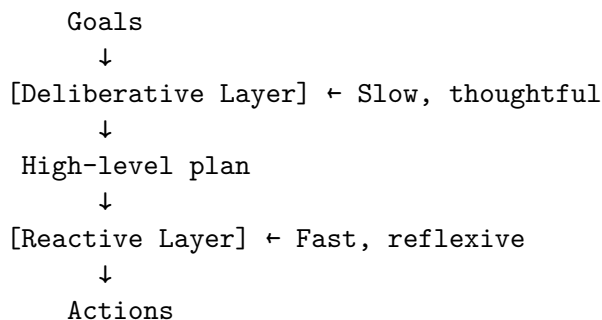 Goals
↓
[Deliberative Layer] ← Slow, thoughtful
↓
High-level plan
↓
[Reactive Layer] ← Fast, reflexive
↓
Actions